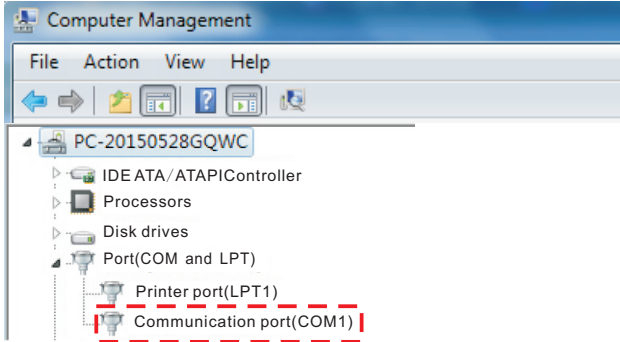 Computer Management
File Action View Help
PC-20150528GQWC
IDE ATA/ATAPIController
Processors
Disk drives
Port(COM and LPT)
Printer port(LPT1)
Communication port(COM1)